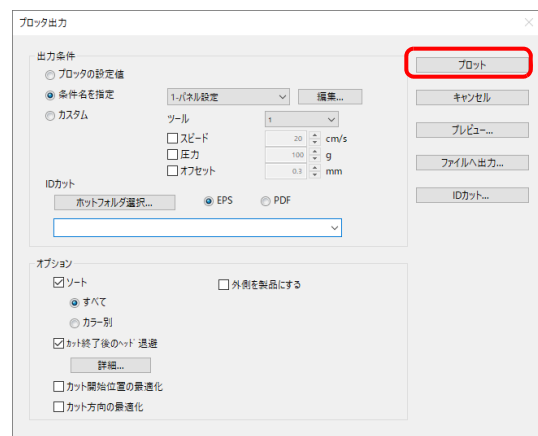 プロッタ出力
出力条件
プロッタの設定値
条件名を指定 1-パネル設定 編集...
カスタム ツール 1
スピード 20 cm/s
圧力 100 g
オフセット 0.3 mm
IDカット
ホットフォルダ選択... EPS PDF
オプション
ソート 外側を製品にする
すべて
カラー別
カット終了後のヘッド退避
詳細...
カット開始位置の最適化
カット方向の最適化
プロット
キャンセル
プレビュー...
ファイルへ出力...
IDカット...